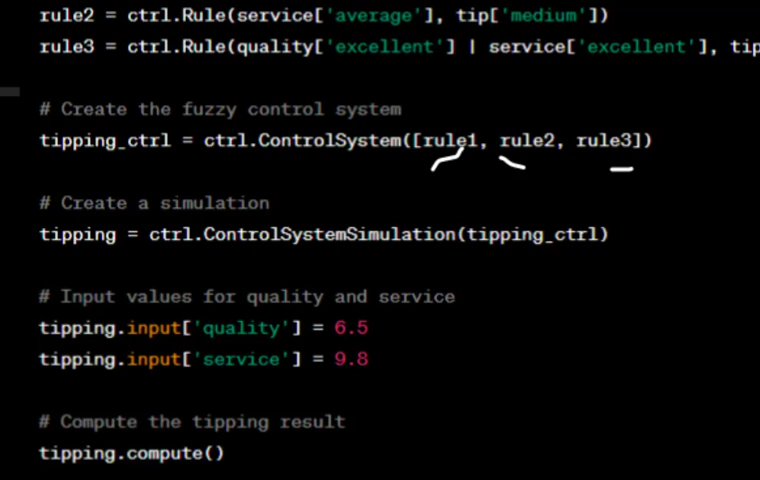 rule2 = ctrl.Rule(service['average'], tip['medium'])
rule3 = ctrl.Rule(quality['excellent'] | service['excellent'], tip
# Create the fuzzy control system
tipping_ctrl = ctrl.ControlSystem([rule1, rule2, rule3])
# Create a simulation
tipping = ctrl.ControlSystemSimulation(tipping_ctrl)
# Input values for quality and service
tipping.input['quality'] = 6.5
tipping.input['service'] = 9.8
# Compute the tipping result
tipping.compute()